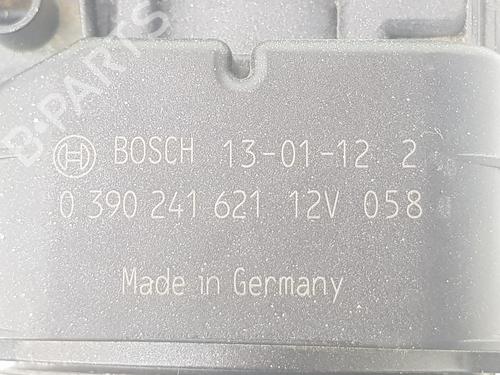 B-PARTS
BOSCH 13-01-12 2
0 390 241 621 12V 058
Made in Germany